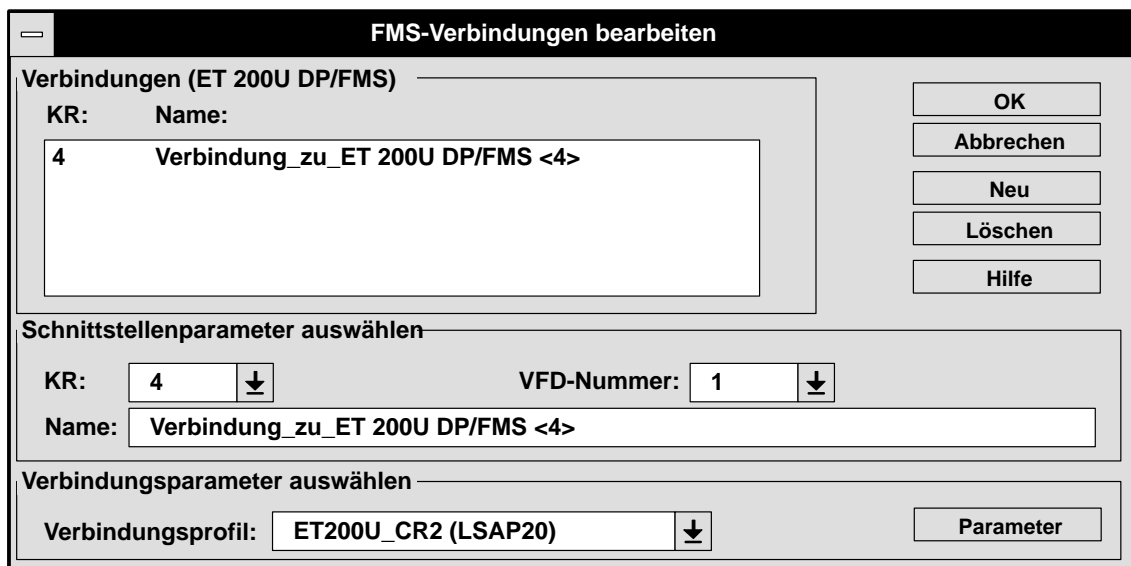 FMS-Verbindungen bearbeiten
Verbindungen (ET 200U DP/FMS)
KR: Name:
4 Verbindung_zu_ET 200U DP/FMS <4>
OK
Abbrechen
Neu
Löschen
Hilfe
Schnittstellenparameter auswählen
KR: 4 VFD-Nummer: 1
Name: Verbindung_zu_ET 200U DP/FMS <4>
Verbindungsparameter auswählen
Verbindungsprofil: ET200U_CR2 (LSAP20) Parameter